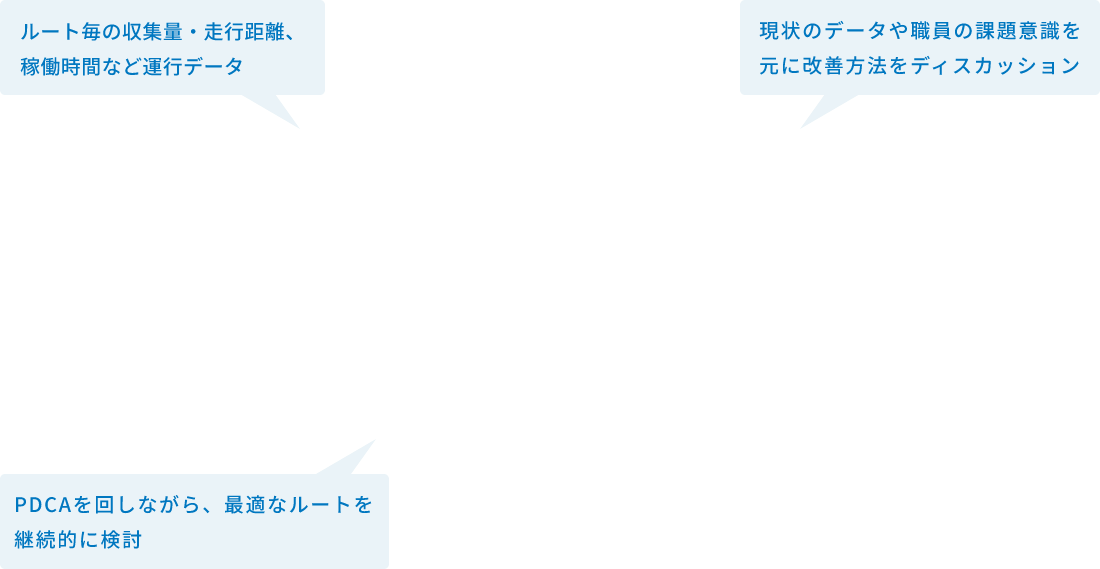 ルート毎の収集量・走行距離、
稼働時間など運行データ
現状のデータや職員の課題意識を
元に改善方法をディスカッション
PDCAを回しながら、最適なルートを
継続的に検討